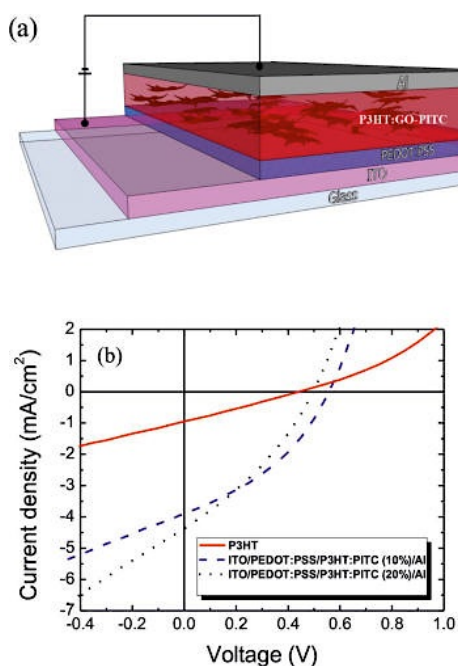 (a)
Al
P3HT:GO-PITC
PEDOT:PSS
ITO
Glass
(b)
2
1
0
-1
-2
-3
-4
-5
-6
-7
Current density (mA/cm²)
P3HT
ITO/PEDOT:PSS/P3HT:PITC (10%)/Al
ITO/PEDOT:PSS/P3HT:PITC (20%)/Al
-0.4 -0.2 0.0 0.2 0.4 0.6 0.8 1.0
Voltage (V)